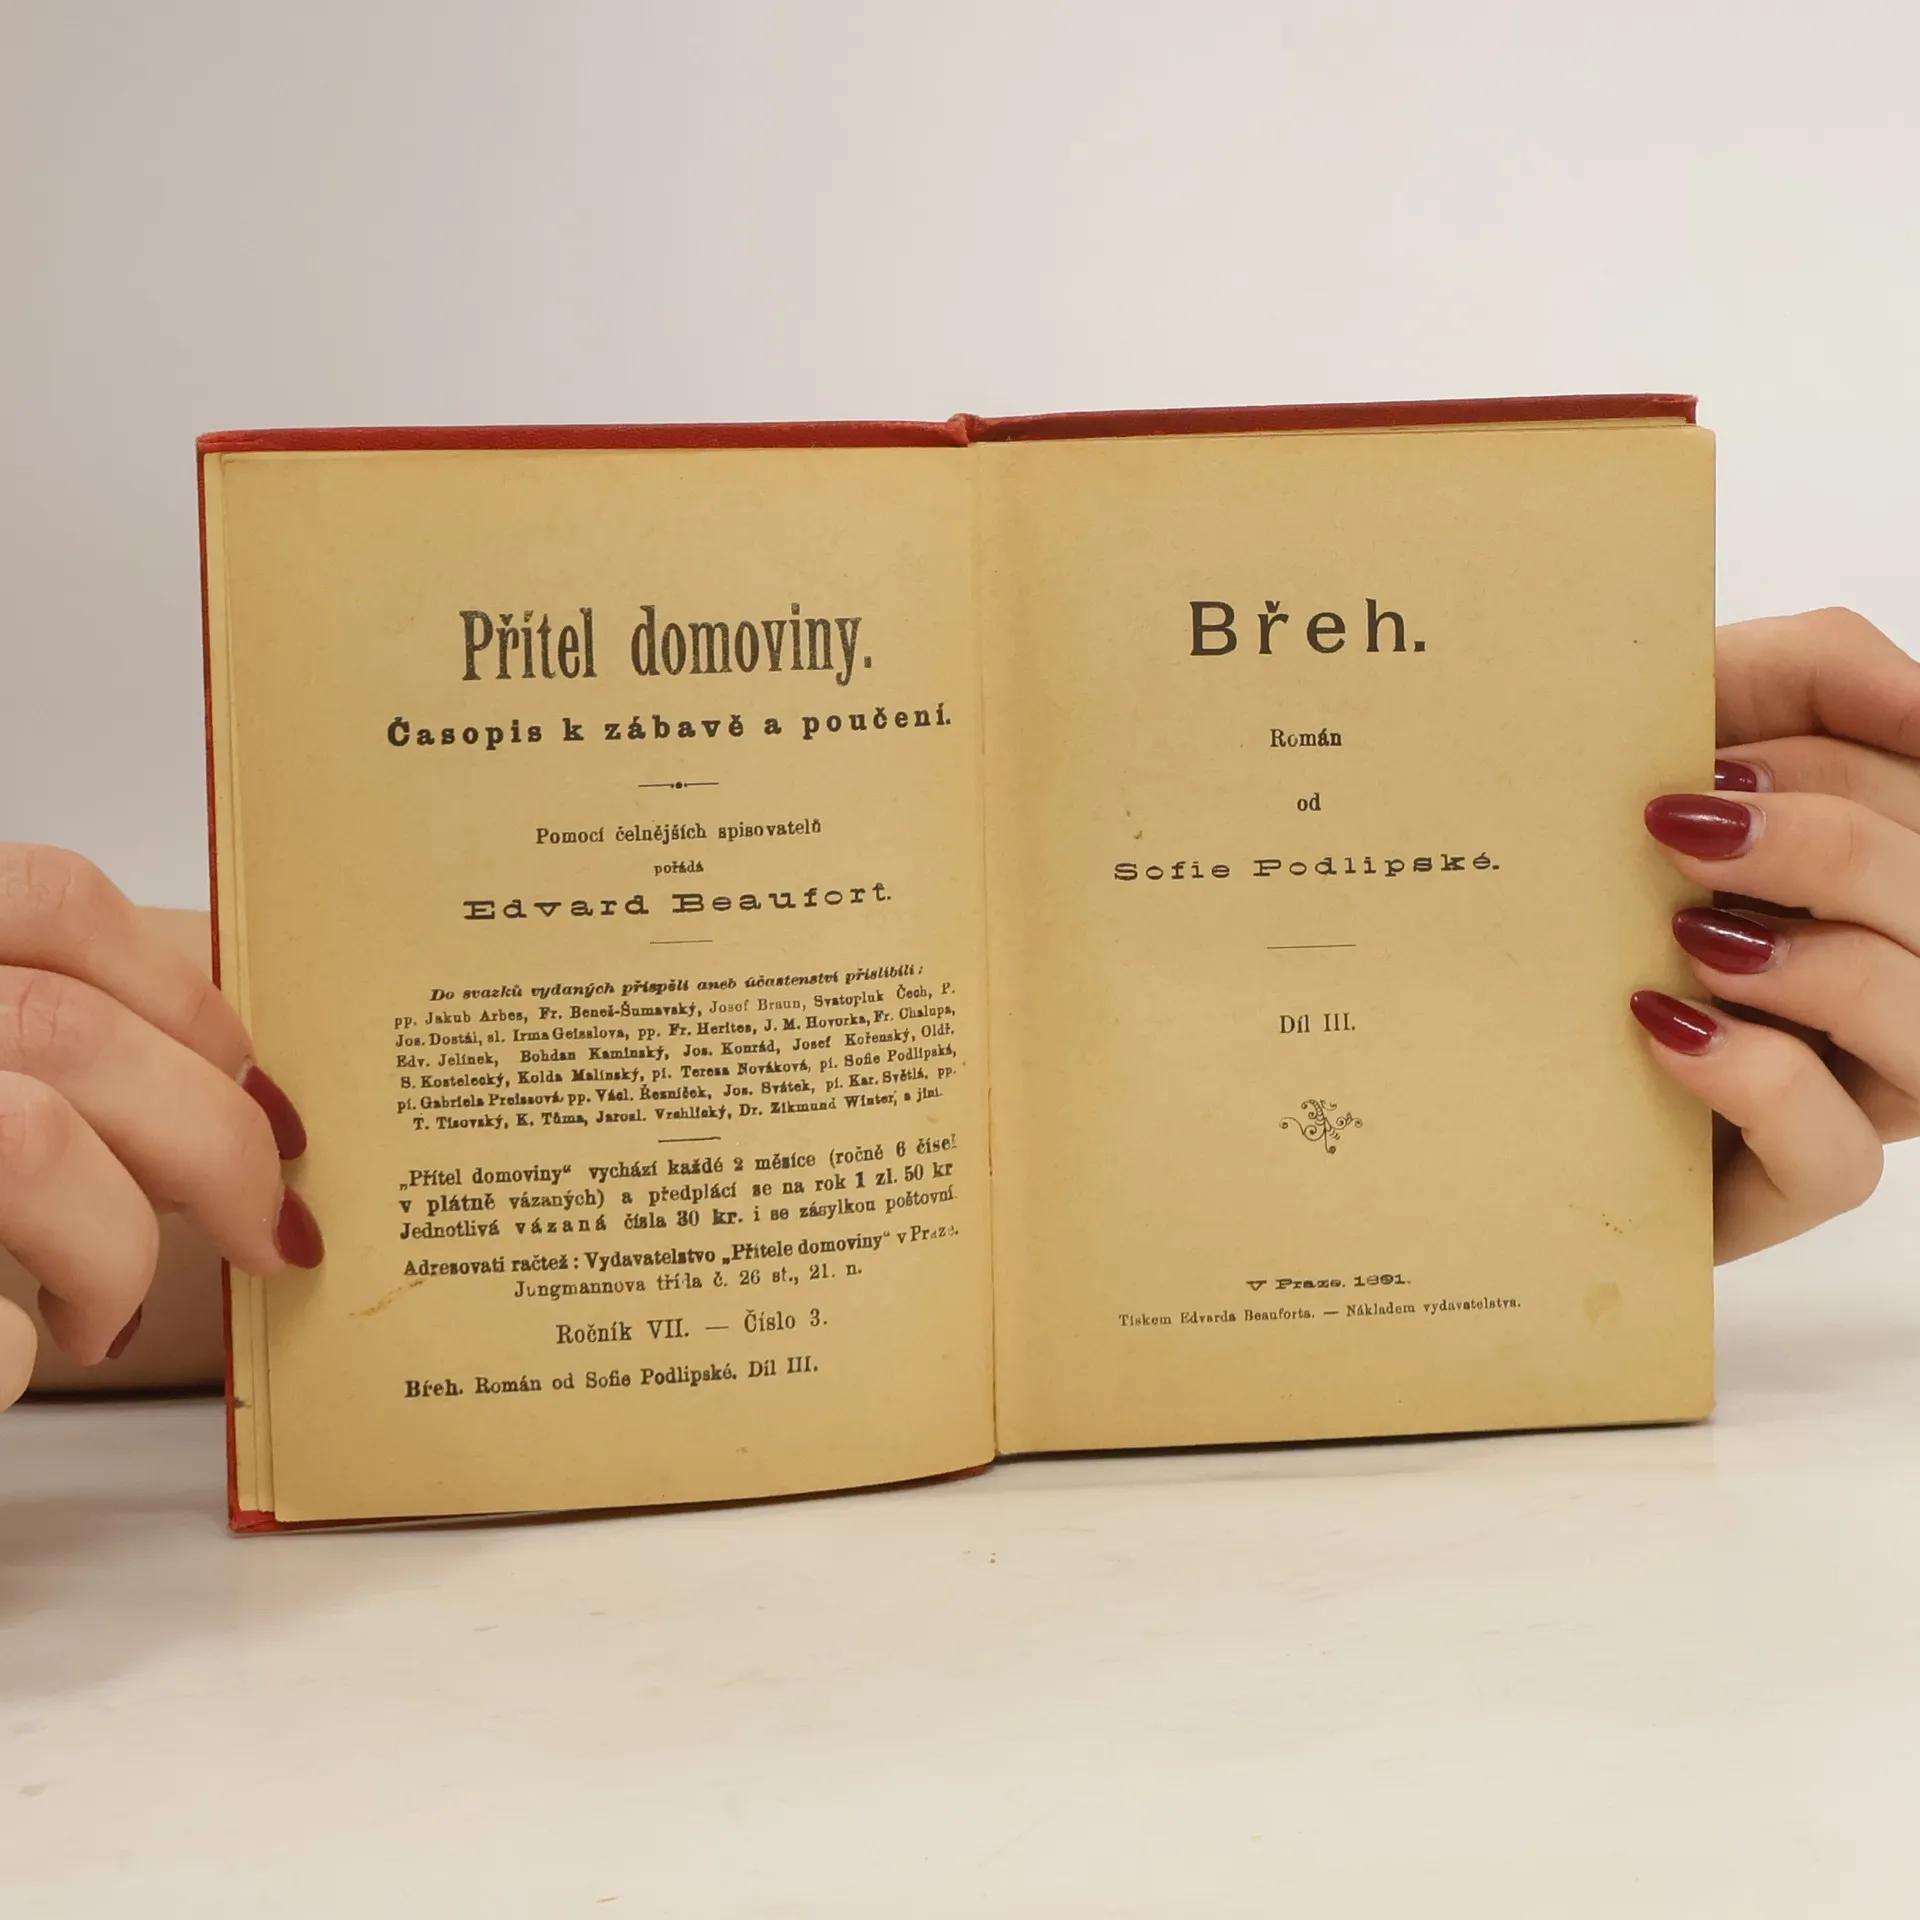 Přítel domoviny.
Časopis k zábavě a poučení.
Pomocí čelnějších spisovatelů
pořádá
Edvard Beaufort.
Do svazků vydaných přispěli aneb účastenství přislíbili:
pp. Jakub Arbes, Fr. Beneš-Šumavský, Josef Braun, Svatopluk Čech, P.
Jos. Dostál, sl. Irma Geisslova, pp. Fr. Herites, J. M. Hovorka, Fr. Chalupa,
Edv. Jelínek, Bohdan Kaminský, Jos. Konrád, Josef Kořenský, Oldř.
S. Kostelecký, Kolda Malínský, pí. Teresa Nováková, pí. Sofie Podlipská,
pí. Gabriela Preissová, pp. Václ. Řezníček, Jos. Svátek, pí. Kar. Světlá, pp.
T. Tisovský, K. Tůma, Jarosl. Vrchlický, Dr. Zikmund Winter, a jiní.
„Přítel domoviny“ vychází každé 2 měsíce (ročně 6 čísel
v plátně vázaných) a předplácí se na rok 1 zl. 50 kr
Jednotlivá vázaná čísla 30 kr. i se zásylkou poštovní.
Adresovati račtež: Vydavatelstvo „Přítele domoviny“ v Praze.
Jungmannova třída č. 26 st., 21. n.
Ročník VII. — Číslo 3.
Břeh. Román od Sofie Podlipské. Díl III.
Břeh.
Román
od
Sofie Podlipské.
Díl III.
V Praze. 1891.
Tiskem Edvarda Beauforta. — Nákladem vydavatelstva.